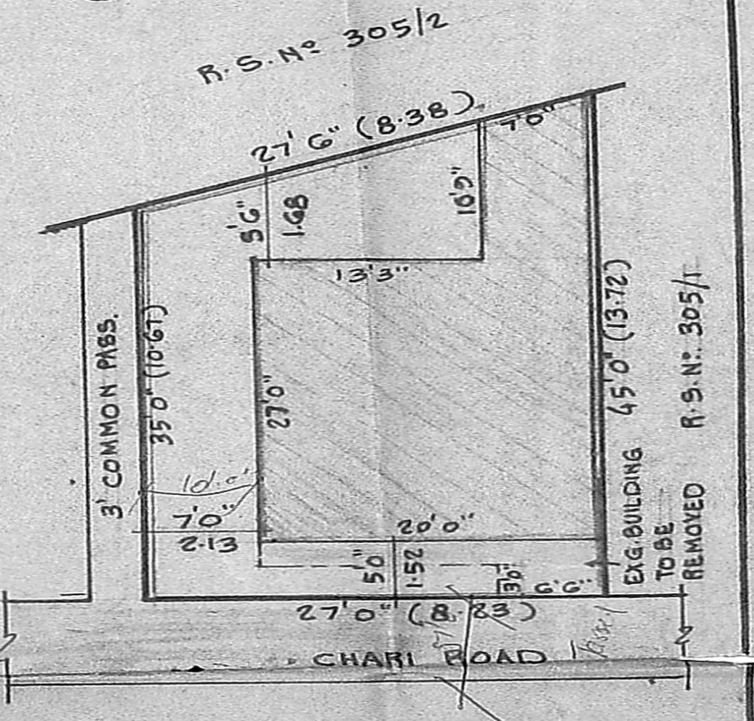 R.S.Nº 305/2
27'6" (8.38)
7'0"
5'6"
1.68
10'9"
13'3"
3' COMMON PASS.
35'0" (10.67)
27'0"
45'0" (13.72)
R.S.Nº: 305/1
EXG. BUILDING
TO BE
REMOVED
10'.0"
7'0"
2.13
20'0"
5'0"
1.52
3'0"
6'6"
27'0" (8.23)
CHARI ROAD